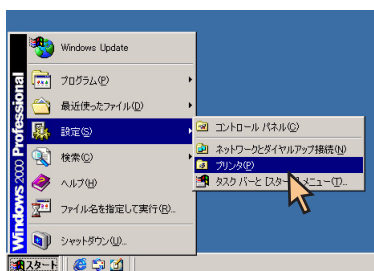 Windows Update
プログラム(P)
最近使ったファイル(D)
設定(S)
検索(C)
ヘルプ(H)
ファイル名を指定して実行(R)...
シャットダウン(U)...
Windows 2000 Professional
コントロール パネル(C)
ネットワークとダイヤルアップ接続(N)
プリンタ(P)
タスク バーと [スタート] メニュー(T)...
スタート